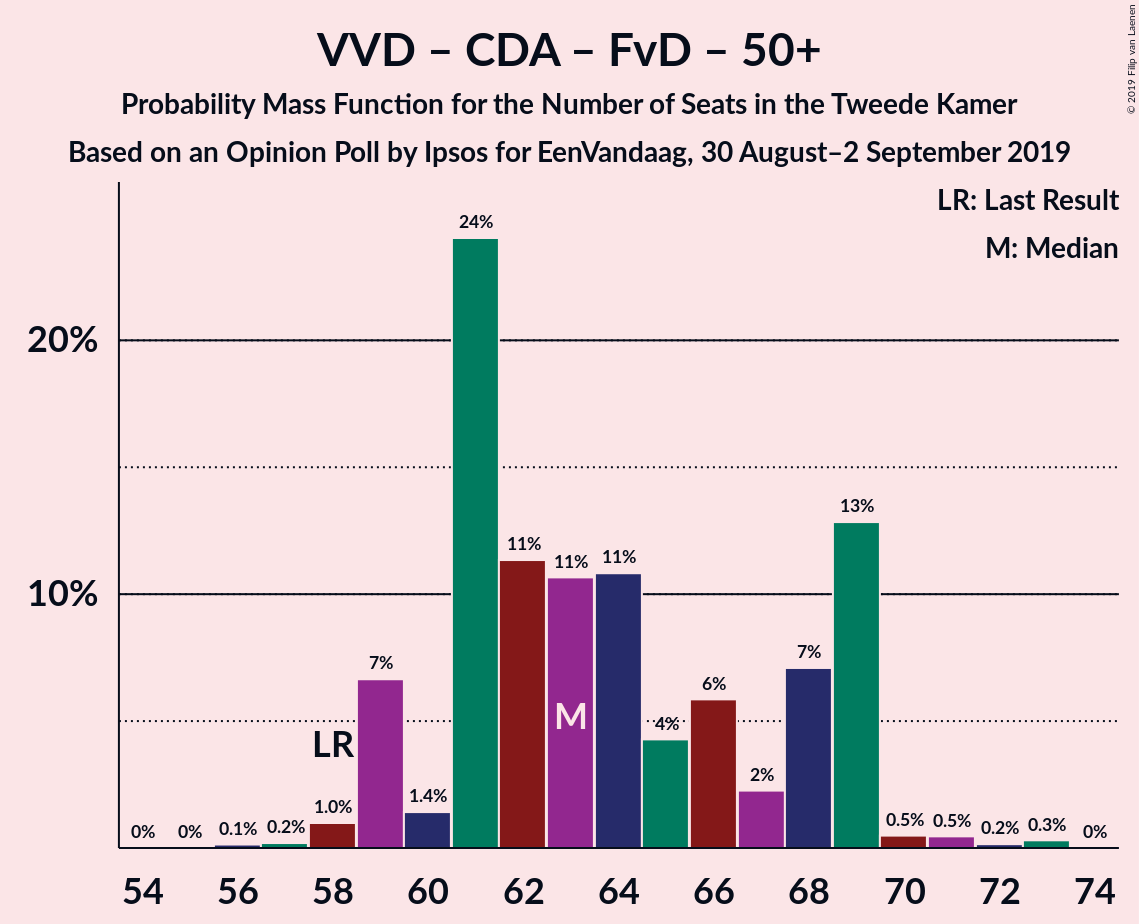 VVD – CDA – FvD – 50+
Probability Mass Function for the Number of Seats in the Tweede Kamer
Based on an Opinion Poll by Ipsos for EenVandaag, 30 August–2 September 2019
© 2019 Filip van Laenen
LR: Last Result
M: Median
20%
10%
0%
0%
0.1%
0.2%
1.0%
LR
7%
1.4%
24%
11%
11%
M
11%
4%
6%
2%
7%
13%
0.5%
0.5%
0.2%
0.3%
0%
54 56 58 60 62 64 66 68 70 72 74